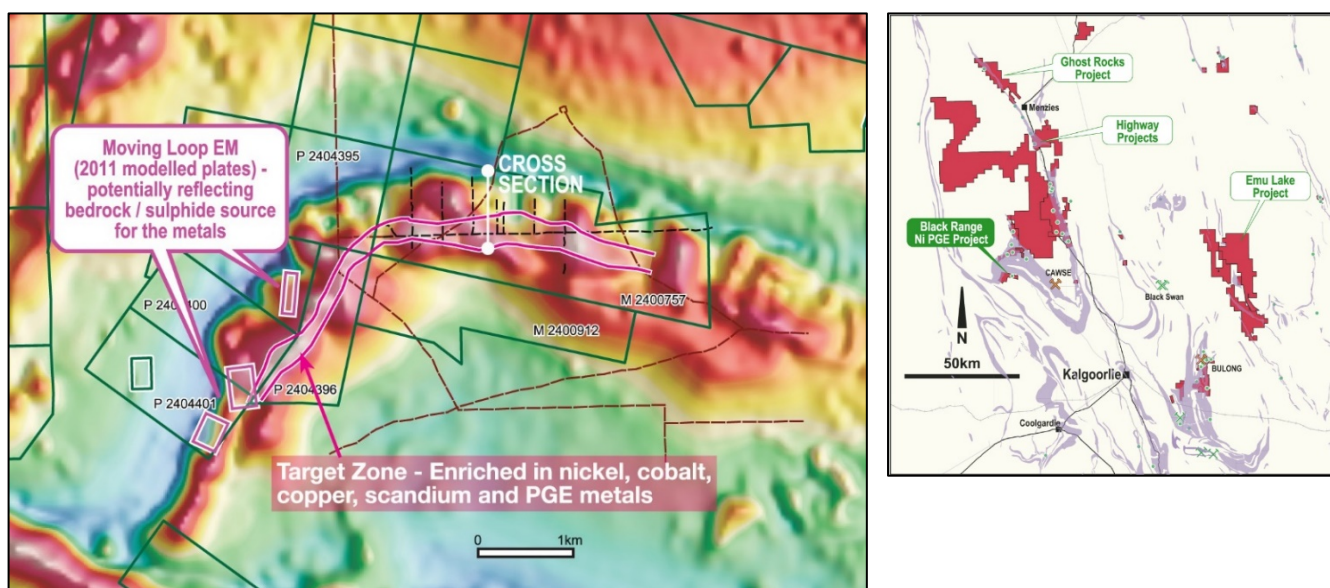 Moving Loop EM
(2011 modelled plates) -
potentially reflecting
bedrock / sulphide source
for the metals
P 2404395
CROSS
SECTION
P 2404400
M 2400757
M 2400912
P 2404396
P 2404401
Target Zone - Enriched in nickel, cobalt,
copper, scandium and PGE metals
0 1km
Ghost Rocks
Project
Menzies
Highway
Projects
Emu Lake
Project
Black Range
Ni PGE Project
CAWSE
Black Swan
N
50km
Kalgoorlie
BULONG
Coolgardie